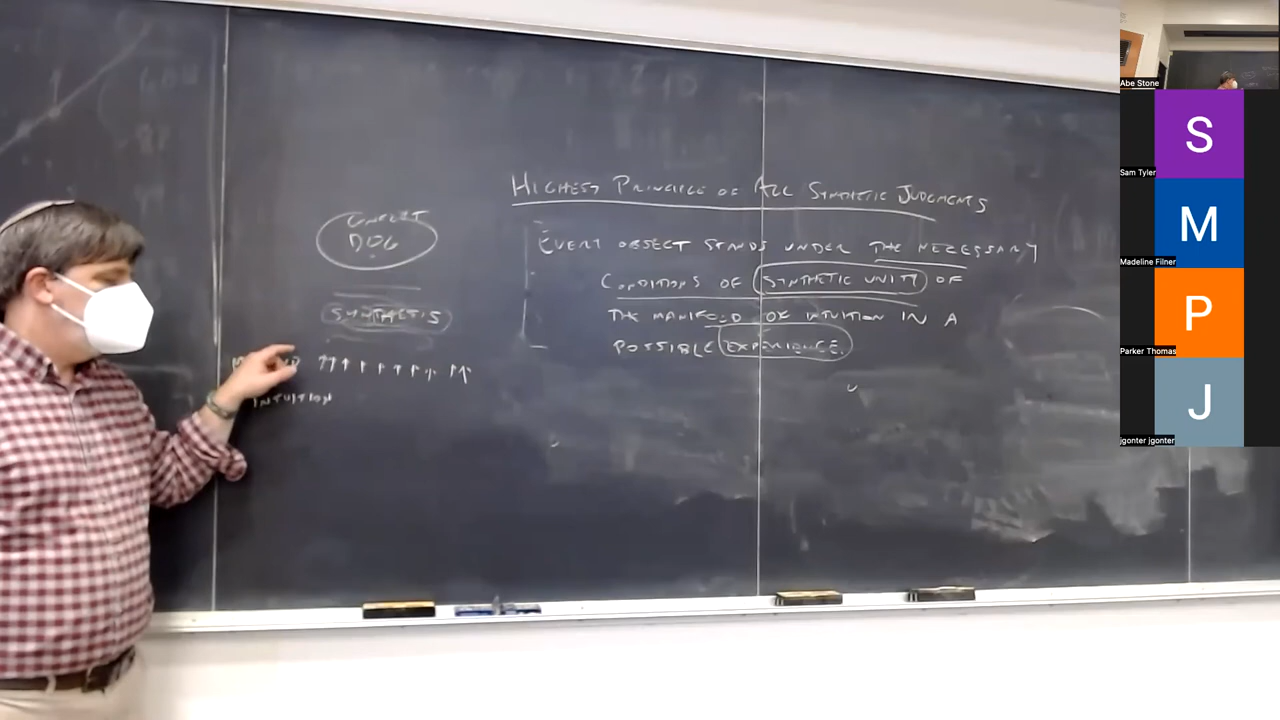 HIGHEST PRINCIPLE OF ALL SYNTHETIC JUDGMENTS
EVERY OBJECT STANDS UNDER THE NECESSARY
CONDITIONS OF SYNTHETIC UNITY OF
THE MANIFOLD OF INTUITION IN A
POSSIBLE EXPERIENCE.
CONCEPT
DOG
SYNTHESIS
INTUITION
Abe Stone
S
Sam Tyler
M
Madeline Filner
P
Parker Thomas
J
jgonter jgonter